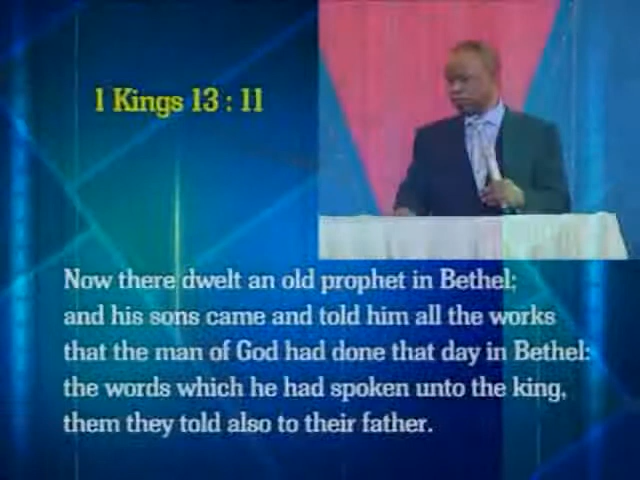 1 Kings 13 : 11
Now there dwelt an old prophet in Bethel;
and his sons came and told him all the works
that the man of God had done that day in Bethel:
the words which he had spoken unto the king,
them they told also to their father.